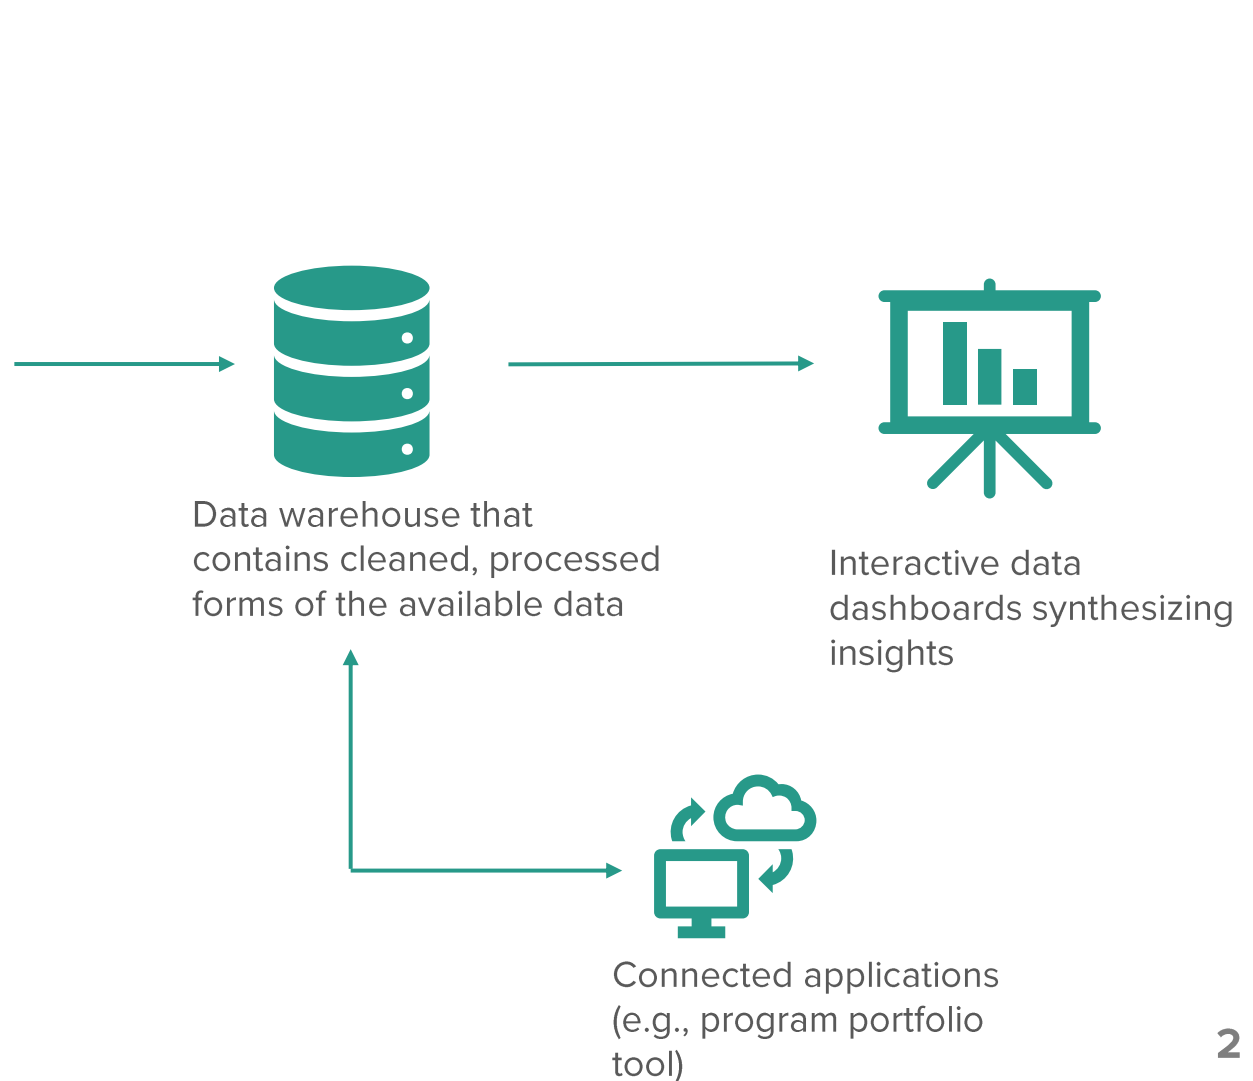 Data warehouse that
contains cleaned, processed
forms of the available data
Interactive data
dashboards synthesizing
insights
Connected applications
(e.g., program portfolio
tool)
2